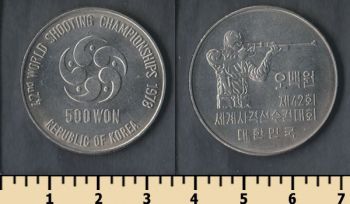 42ND WORLD SHOOTING CHAMPIONSHIPS 1978
500 WON
REPUBLIC OF KOREA
오백원
제42회
세계사격선수권대회
대한민국
1 2 3 4 5 6 7